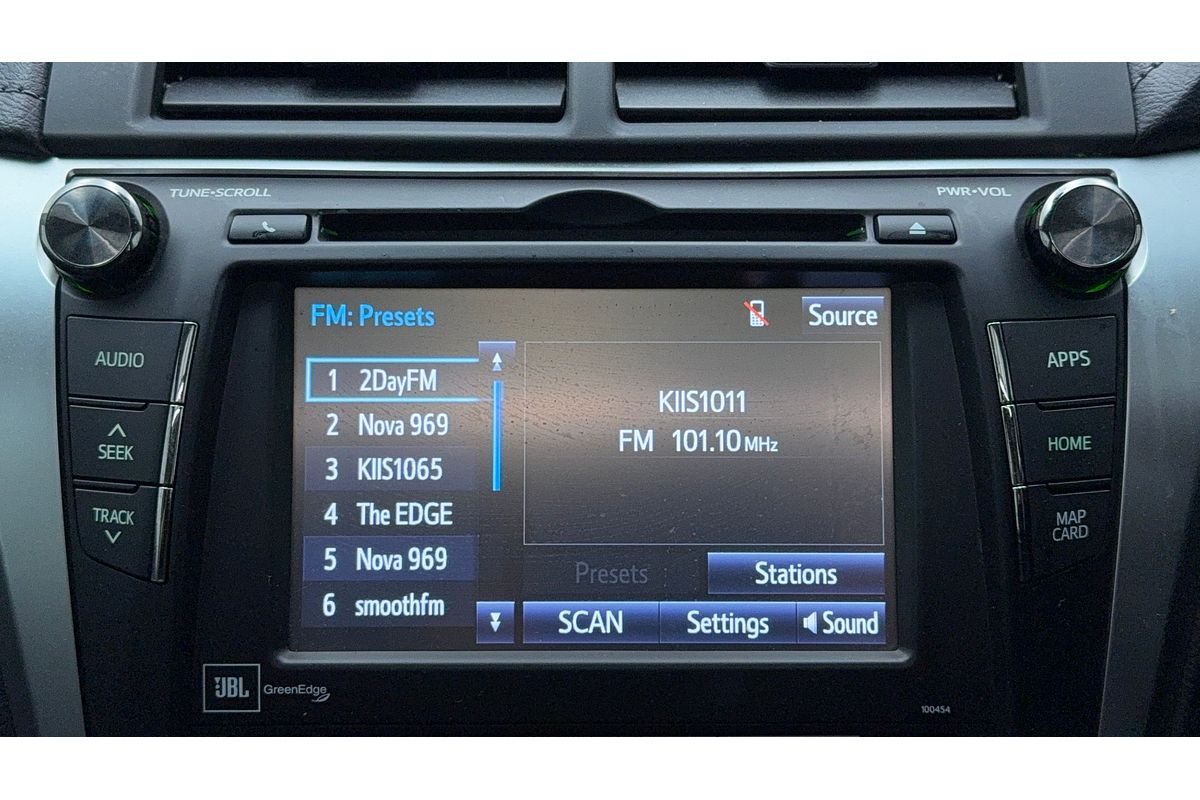 TUNE•SCROLL
PWR•VOL
AUDIO
SEEK
TRACK
FM: Presets
Source
1 2DayFM
2 Nova 969
3 KIIS1065
4 The EDGE
5 Nova 969
6 smoothfm
KIIS1011
FM 101.10 MHz
Presets
Stations
SCAN
Settings
Sound
APPS
HOME
MAP
CARD
JBL
GreenEdge
100454